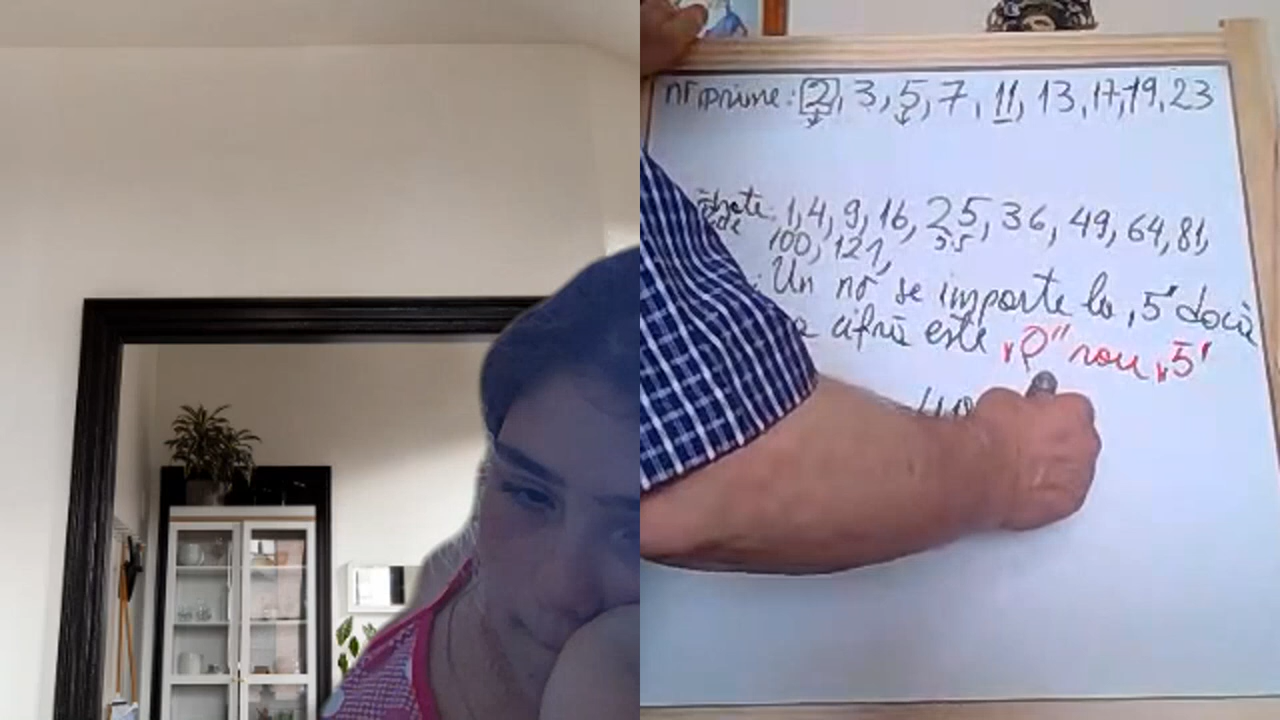 nr prime: 2, 3, 5, 7, 11, 13, 17, 19, 23
1, 4, 9, 16, 25, 36, 49, 64, 81,
100, 121,
Un nr se imparte la „5" dacă
cifră este „0" sau „5"